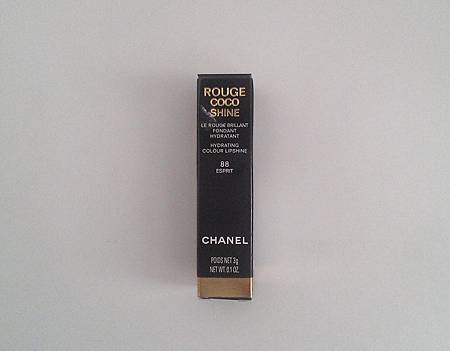 ROUGE
COCO
SHINE
LE ROUGE BRILLANT
FONDANT
HYDRATANT
HYDRATING
COLOUR LIPSHINE
88
ESPRIT
CHANEL
POIDS NET 3g
NET WT. 0.1 OZ.